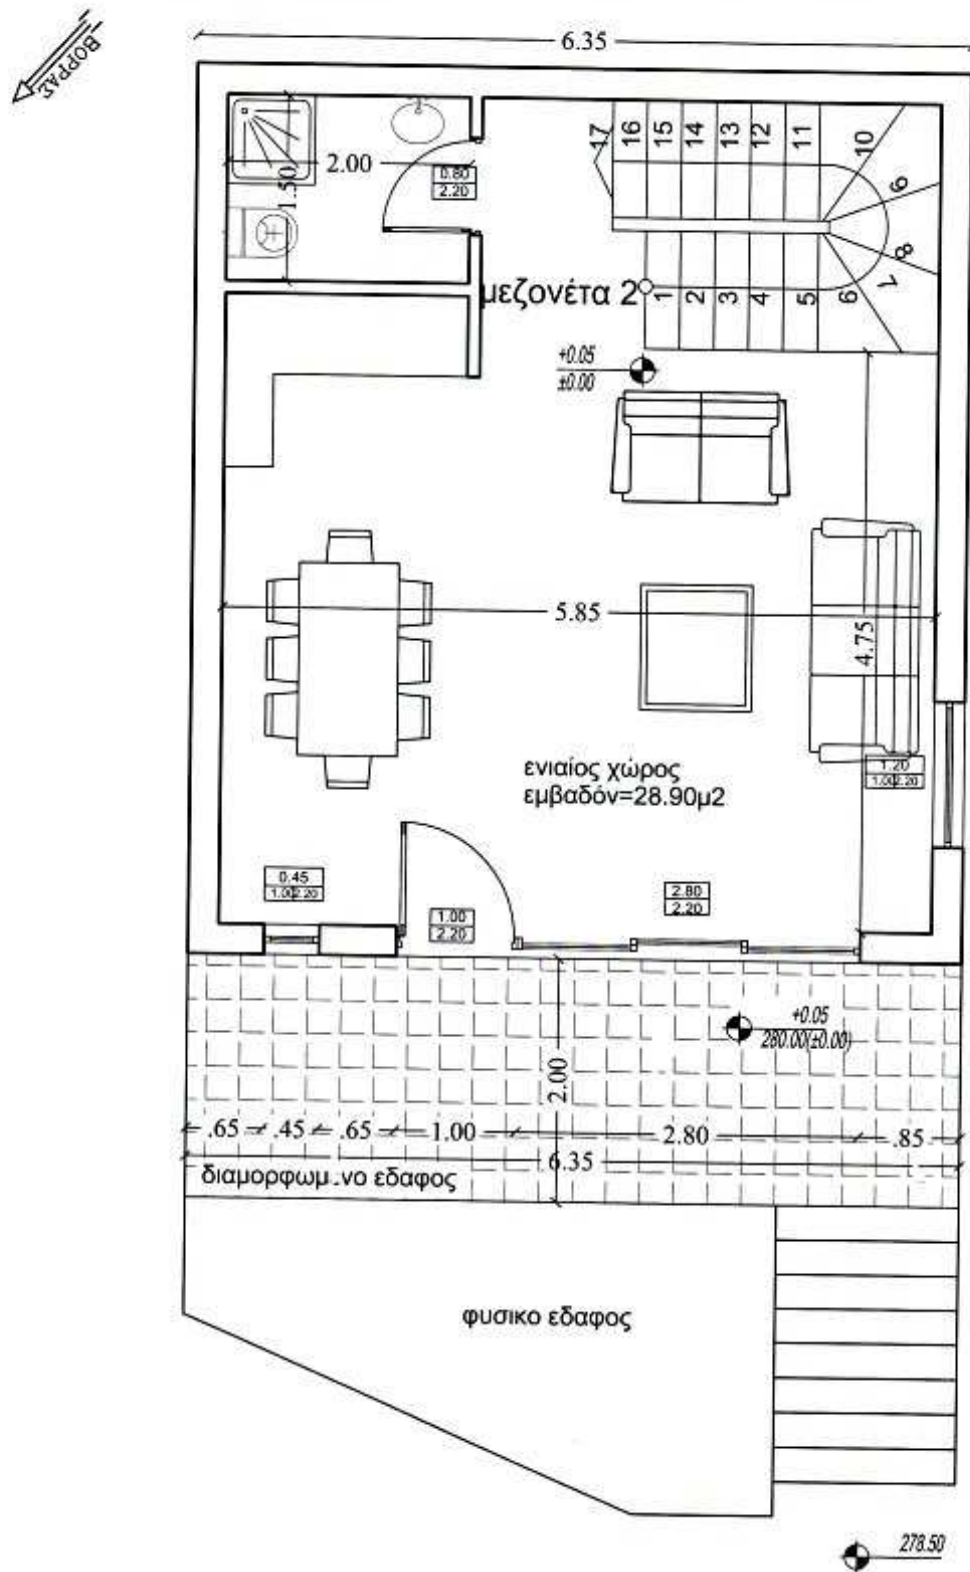 ΒΟΡΡΑΣ
6.35
2.00
1.50
0.80
2.20
17 16 15 14 13 12 11 10
9
8
7
1 2 3 4 5 6
μεζονέτα 2
+0.05
±0.00
5.85
4.75
ενιαίος χώρος
εμβαδόν=28.90μ2
1.20
1.00 2.20
0.45
1.00 2.20
1.00
2.20
2.80
2.20
+0.05
280.00(±0.00)
2.00
.65 .45 .65 1.00 2.80 .85
6.35
διαμορφωμ.νο εδαφος
φυσικο εδαφος
278.50